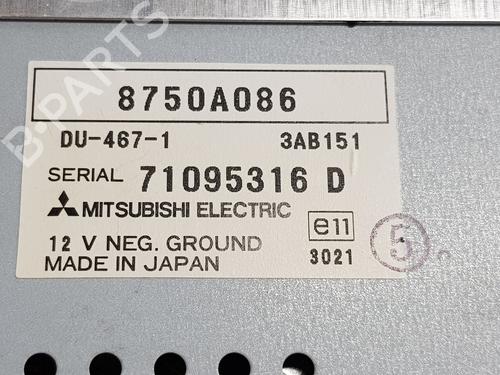 8750A086
DU-467-1 3AB151
SERIAL 71095316 D
MITSUBISHI ELECTRIC e11
12 V NEG. GROUND 3021
MADE IN JAPAN
5
B-PARTS